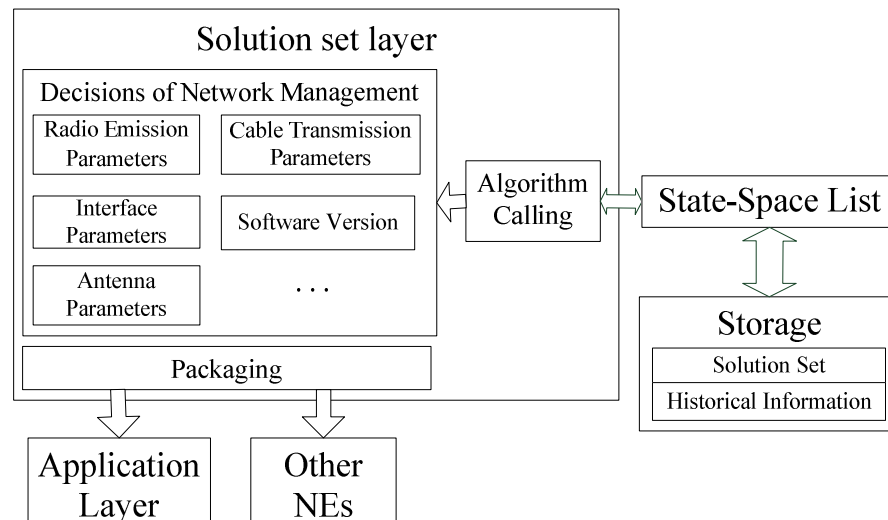 Solution set layer
Decisions of Network Management
Radio Emission
Parameters
Cable Transmission
Parameters
Interface
Parameters
Software Version
Antenna
Parameters
. . .
Packaging
Algorithm
Calling
State-Space List
Storage
Solution Set
Historical Information
Application
Layer
Other
NEs